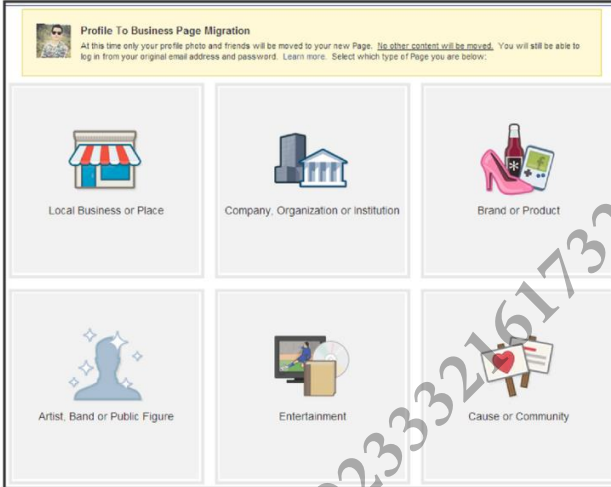 Profile To Business Page Migration
At this time only your profile photo and friends will be moved to your new Page. No other content will be moved. You will still be able to
log in from your original email address and password. Learn more. Select which type of Page you are below:
Local Business or Place
Company, Organization or Institution
Brand or Product
Artist, Band or Public Figure
Entertainment
Cause or Community